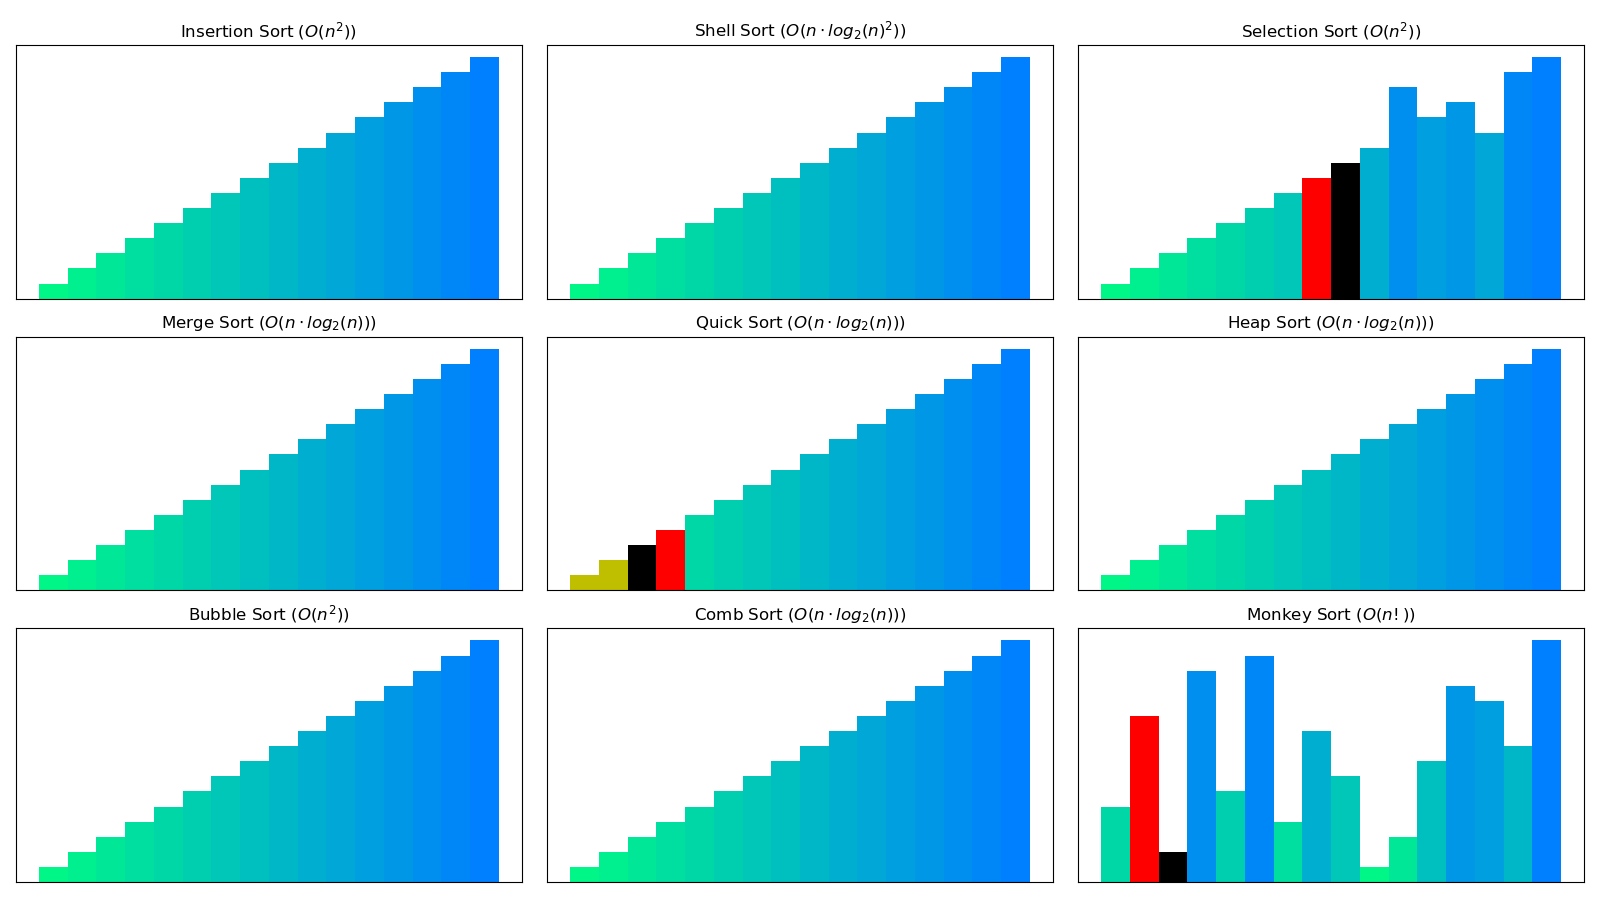 Insertion Sort (O(n²))
Shell Sort (O(n · log₂(n)²))
Selection Sort (O(n²))
Merge Sort (O(n · log₂(n)))
Quick Sort (O(n · log₂(n)))
Heap Sort (O(n · log₂(n)))
Bubble Sort (O(n²))
Comb Sort (O(n · log₂(n)))
Monkey Sort (O(n!))